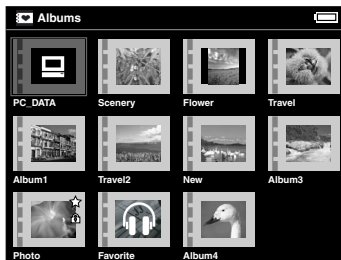 Albums
PC_DATA Scenery Flower Travel
Album1 Travel2 New Album3
Photo Favorite Album4